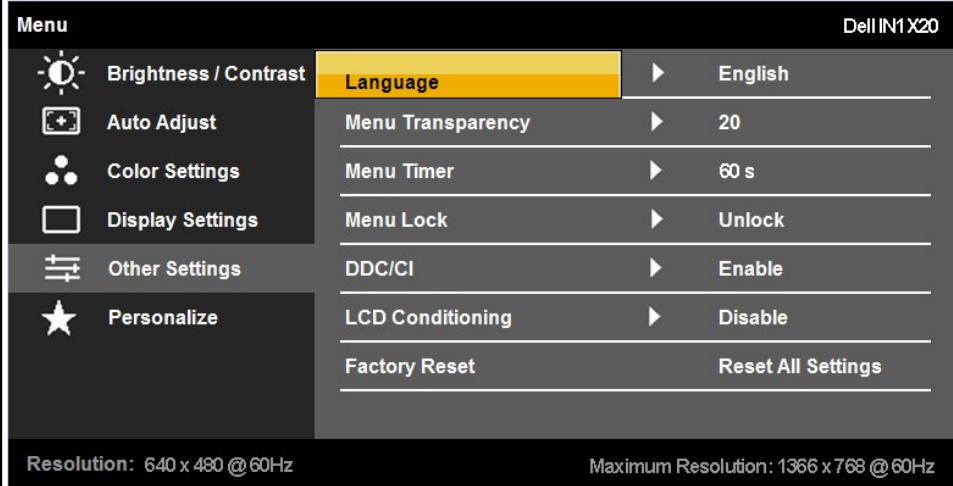 Menu Dell IN1X20
Brightness / Contrast Language English
Auto Adjust Menu Transparency 20
Color Settings Menu Timer 60 s
Display Settings Menu Lock Unlock
Other Settings DDC/CI Enable
Personalize LCD Conditioning Disable
Factory Reset Reset All Settings
Resolution: 640 x 480 @ 60Hz Maximum Resolution: 1366 x 768 @ 60Hz